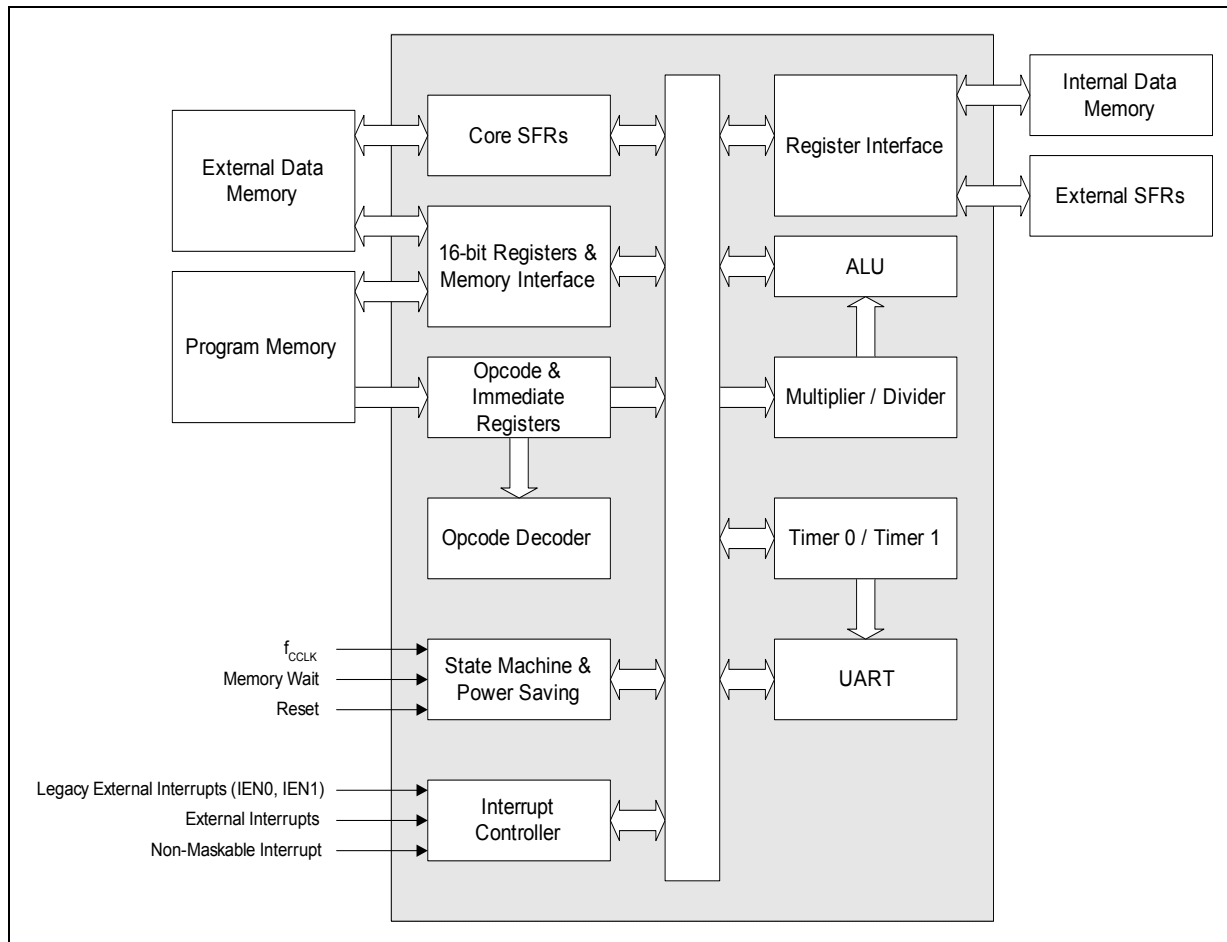 External Data
Memory
Program Memory
Core SFRs
16-bit Registers &
Memory Interface
Opcode &
Immediate
Registers
Opcode Decoder
State Machine &
Power Saving
Interrupt
Controller
f_CCLK
Memory Wait
Reset
Legacy External Interrupts (IEN0, IEN1)
External Interrupts
Non-Maskable Interrupt
Register Interface
ALU
Multiplier / Divider
Timer 0 / Timer 1
UART
Internal Data
Memory
External SFRs